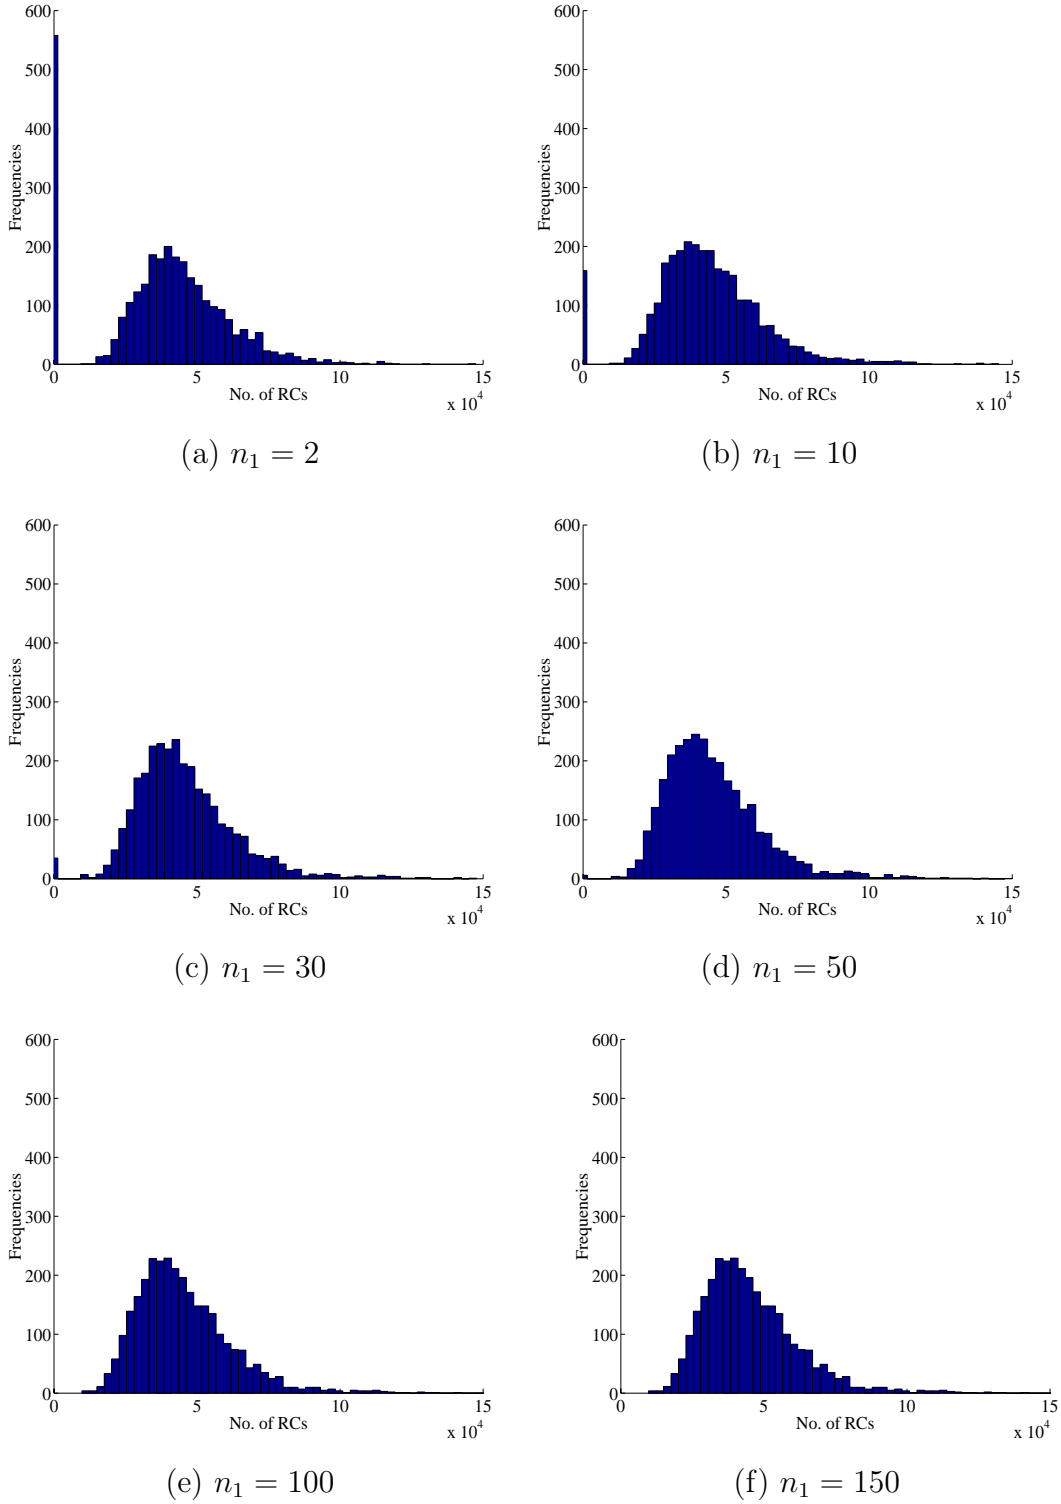 600
500
400
300
200
100
0
Frequencies
0 5 10 15
No. of RCs
x 10^4
(a) n_1 = 2
600
500
400
300
200
100
0
Frequencies
0 5 10 15
No. of RCs
x 10^4
(b) n_1 = 10
600
500
400
300
200
100
0
Frequencies
0 5 10 15
No. of RCs
x 10^4
(c) n_1 = 30
600
500
400
300
200
100
0
Frequencies
0 5 10 15
No. of RCs
x 10^4
(d) n_1 = 50
600
500
400
300
200
100
0
Frequencies
0 5 10 15
No. of RCs
x 10^4
(e) n_1 = 100
600
500
400
300
200
100
0
Frequencies
0 5 10 15
No. of RCs
x 10^4
(f) n_1 = 150